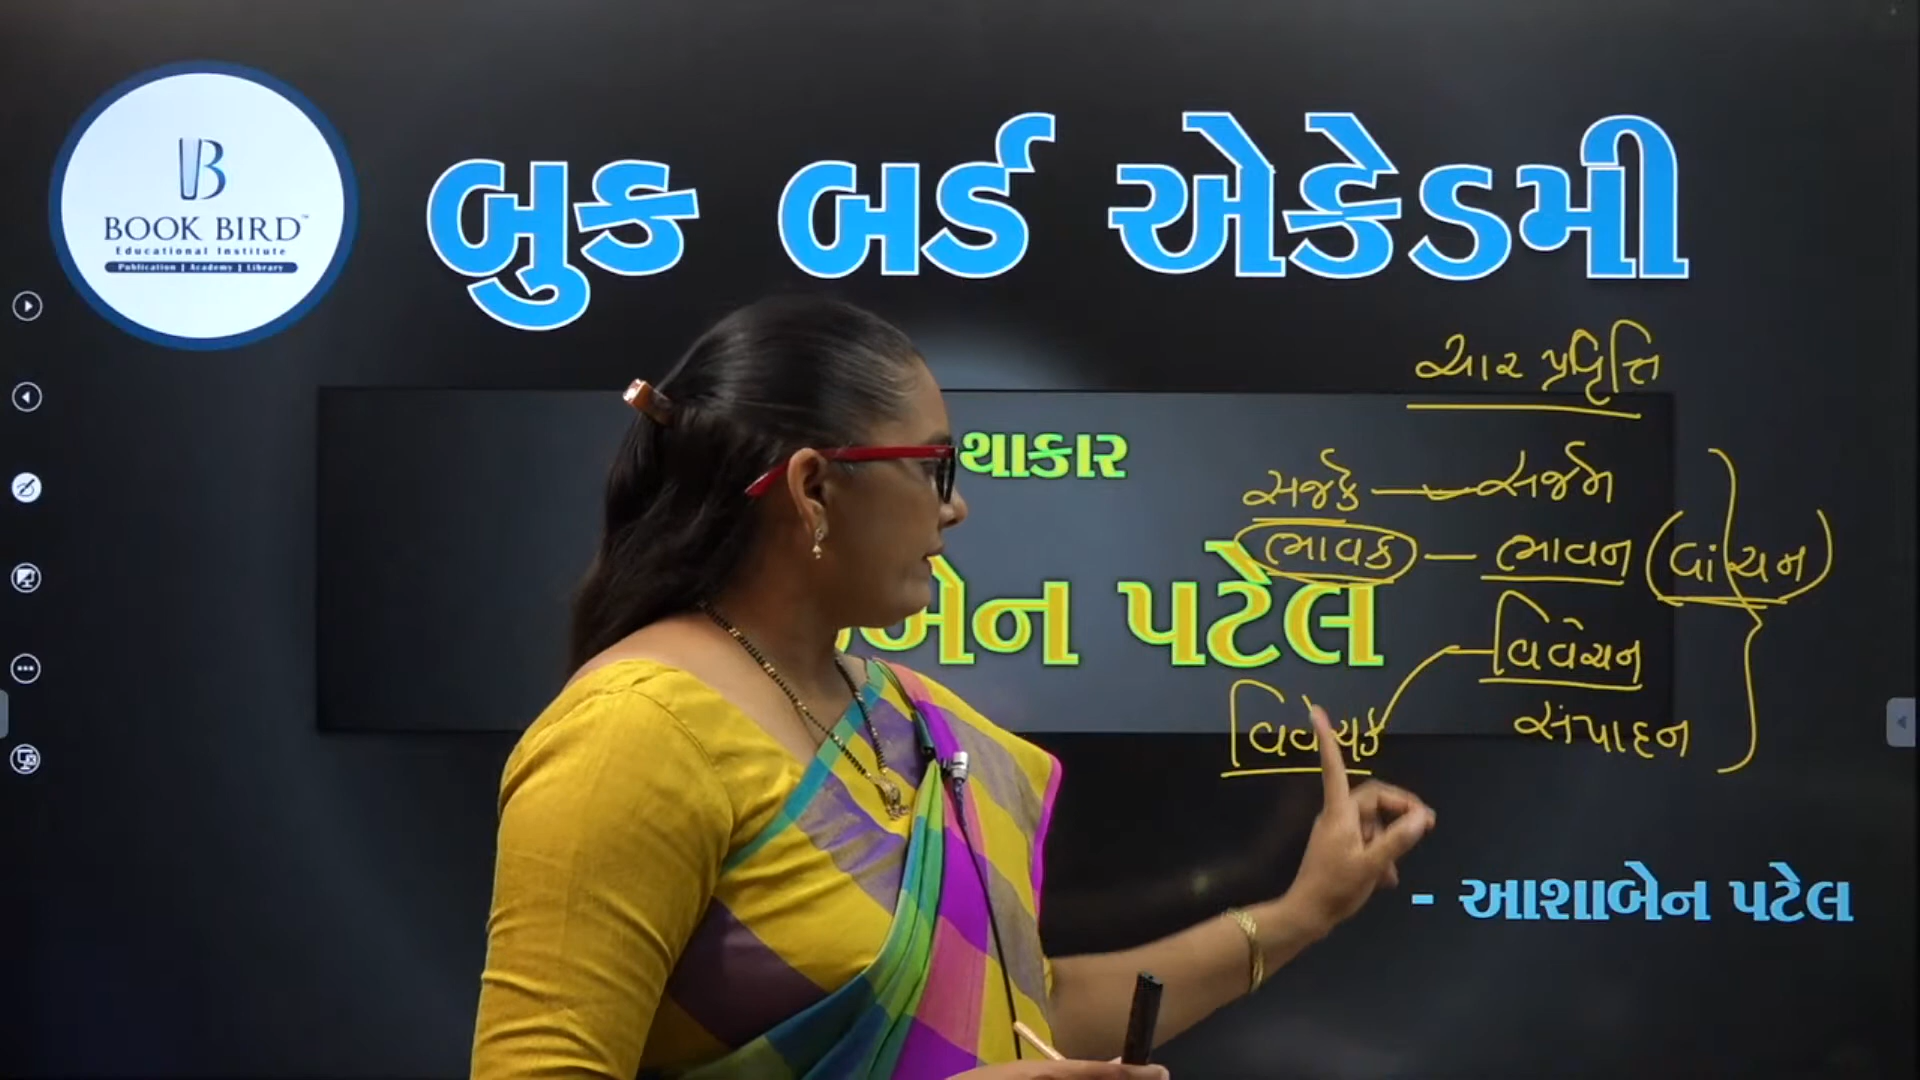 BOOK BIRD™
Educational Institute
Publication | Academy | Library
બુક બર્ડ એકેડમી
ચાર પ્રવૃત્તિ
થાકાર
સર્જક — સર્જન
ભાવક — ભાવન (વાંચન)
બેન પટેલ
વિવેચન
વિવેચક
સંપાદન
- આશાબેન પટેલ